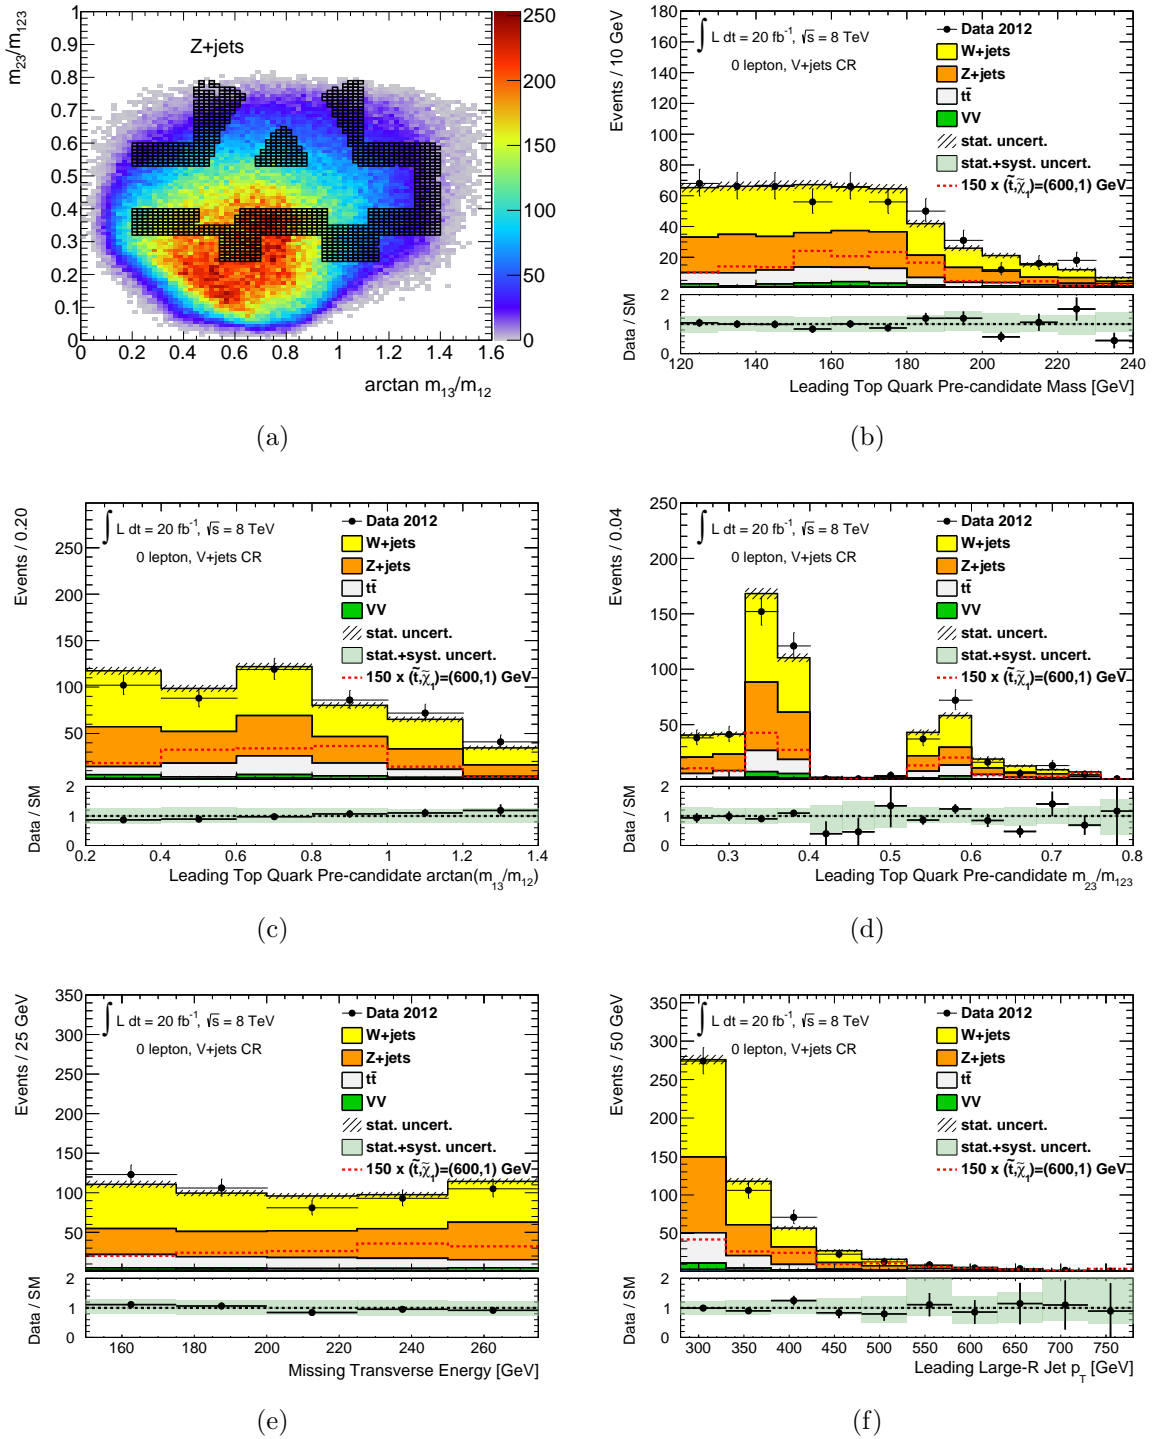 m₂₃/m₁₂₃
1
0.9
0.8
0.7
0.6
0.5
0.4
0.3
0.2
0.1
0
Z+jets
250
200
150
100
50
0
0 0.2 0.4 0.6 0.8 1 1.2 1.4 1.6
arctan m₁₃/m₁₂
(a)
Events / 10 GeV
180
160
140
120
100
80
60
40
20
∫ L dt = 20 fb⁻¹, √s = 8 TeV
0 lepton, V+jets CR
Data 2012
W+jets
Z+jets
tt̄
VV
stat. uncert.
stat.+syst. uncert.
150 x (t̃,χ̃₁)=(600,1) GeV
Data / SM
2
1
0
120 140 160 180 200 220 240
Leading Top Quark Pre-candidate Mass [GeV]
(b)
Events / 0.20
250
200
150
100
50
∫ L dt = 20 fb⁻¹, √s = 8 TeV
0 lepton, V+jets CR
Data 2012
W+jets
Z+jets
tt̄
VV
stat. uncert.
stat.+syst. uncert.
150 x (t̃,χ̃₁)=(600,1) GeV
Data / SM
2
1
0
0.2 0.4 0.6 0.8 1 1.2 1.4
Leading Top Quark Pre-candidate arctan(m₁₃/m₁₂)
(c)
Events / 0.04
250
200
150
100
50
∫ L dt = 20 fb⁻¹, √s = 8 TeV
0 lepton, V+jets CR
Data 2012
W+jets
Z+jets
tt̄
VV
stat. uncert.
stat.+syst. uncert.
150 x (t̃,χ̃₁)=(600,1) GeV
Data / SM
2
1
0
0.3 0.4 0.5 0.6 0.7 0.8
Leading Top Quark Pre-candidate m₂₃/m₁₂₃
(d)
Events / 25 GeV
350
300
250
200
150
100
50
∫ L dt = 20 fb⁻¹, √s = 8 TeV
0 lepton, V+jets CR
Data 2012
W+jets
Z+jets
tt̄
VV
stat. uncert.
stat.+syst. uncert.
150 x (t̃,χ̃₁)=(600,1) GeV
Data / SM
2
1
0
160 180 200 220 240 260
Missing Transverse Energy [GeV]
(e)
Events / 50 GeV
350
300
250
200
150
100
50
∫ L dt = 20 fb⁻¹, √s = 8 TeV
0 lepton, V+jets CR
Data 2012
W+jets
Z+jets
tt̄
VV
stat. uncert.
stat.+syst. uncert.
150 x (t̃,χ̃₁)=(600,1) GeV
Data / SM
2
1
0
300 350 400 450 500 550 600 650 700 750
Leading Large-R Jet p_T [GeV]
(f)